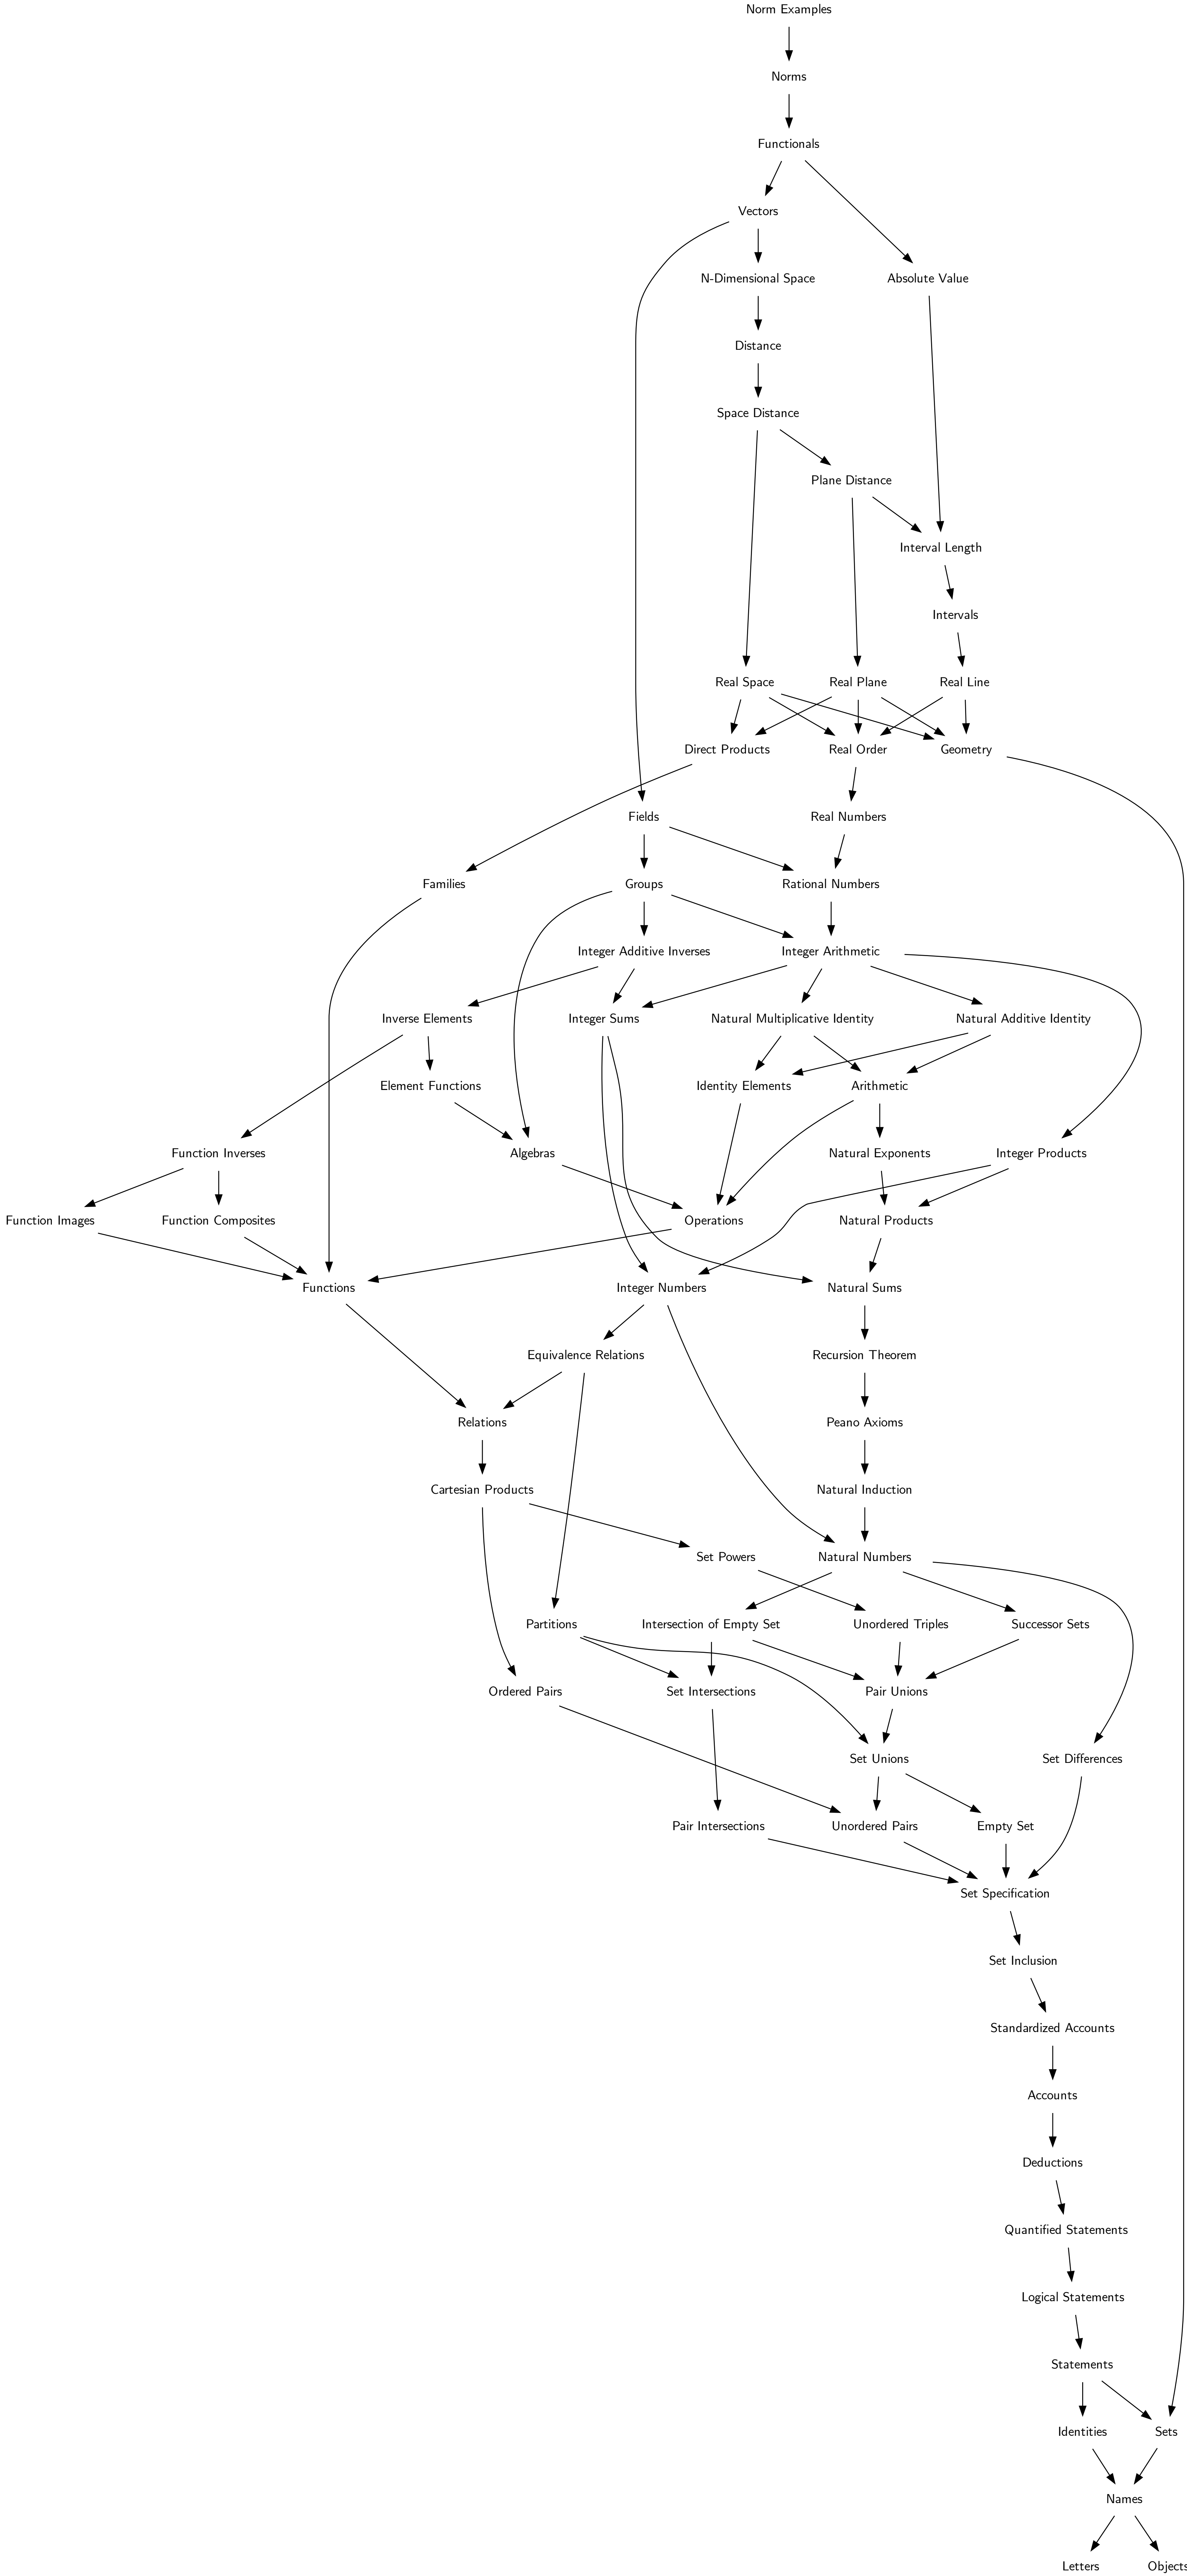 Norm Examples
Norms
Functionals
Vectors
N-Dimensional Space
Absolute Value
Distance
Space Distance
Plane Distance
Interval Length
Intervals
Real Space
Real Plane
Real Line
Direct Products
Real Order
Geometry
Fields
Real Numbers
Families
Groups
Rational Numbers
Integer Additive Inverses
Integer Arithmetic
Inverse Elements
Integer Sums
Natural Multiplicative Identity
Natural Additive Identity
Element Functions
Identity Elements
Arithmetic
Function Inverses
Algebras
Natural Exponents
Integer Products
Function Images
Function Composites
Operations
Natural Products
Functions
Integer Numbers
Natural Sums
Equivalence Relations
Recursion Theorem
Relations
Peano Axioms
Cartesian Products
Natural Induction
Set Powers
Natural Numbers
Partitions
Intersection of Empty Set
Unordered Triples
Successor Sets
Ordered Pairs
Set Intersections
Pair Unions
Set Unions
Set Differences
Pair Intersections
Unordered Pairs
Empty Set
Set Specification
Set Inclusion
Standardized Accounts
Accounts
Deductions
Quantified Statements
Logical Statements
Statements
Identities
Sets
Names
Letters
Objects